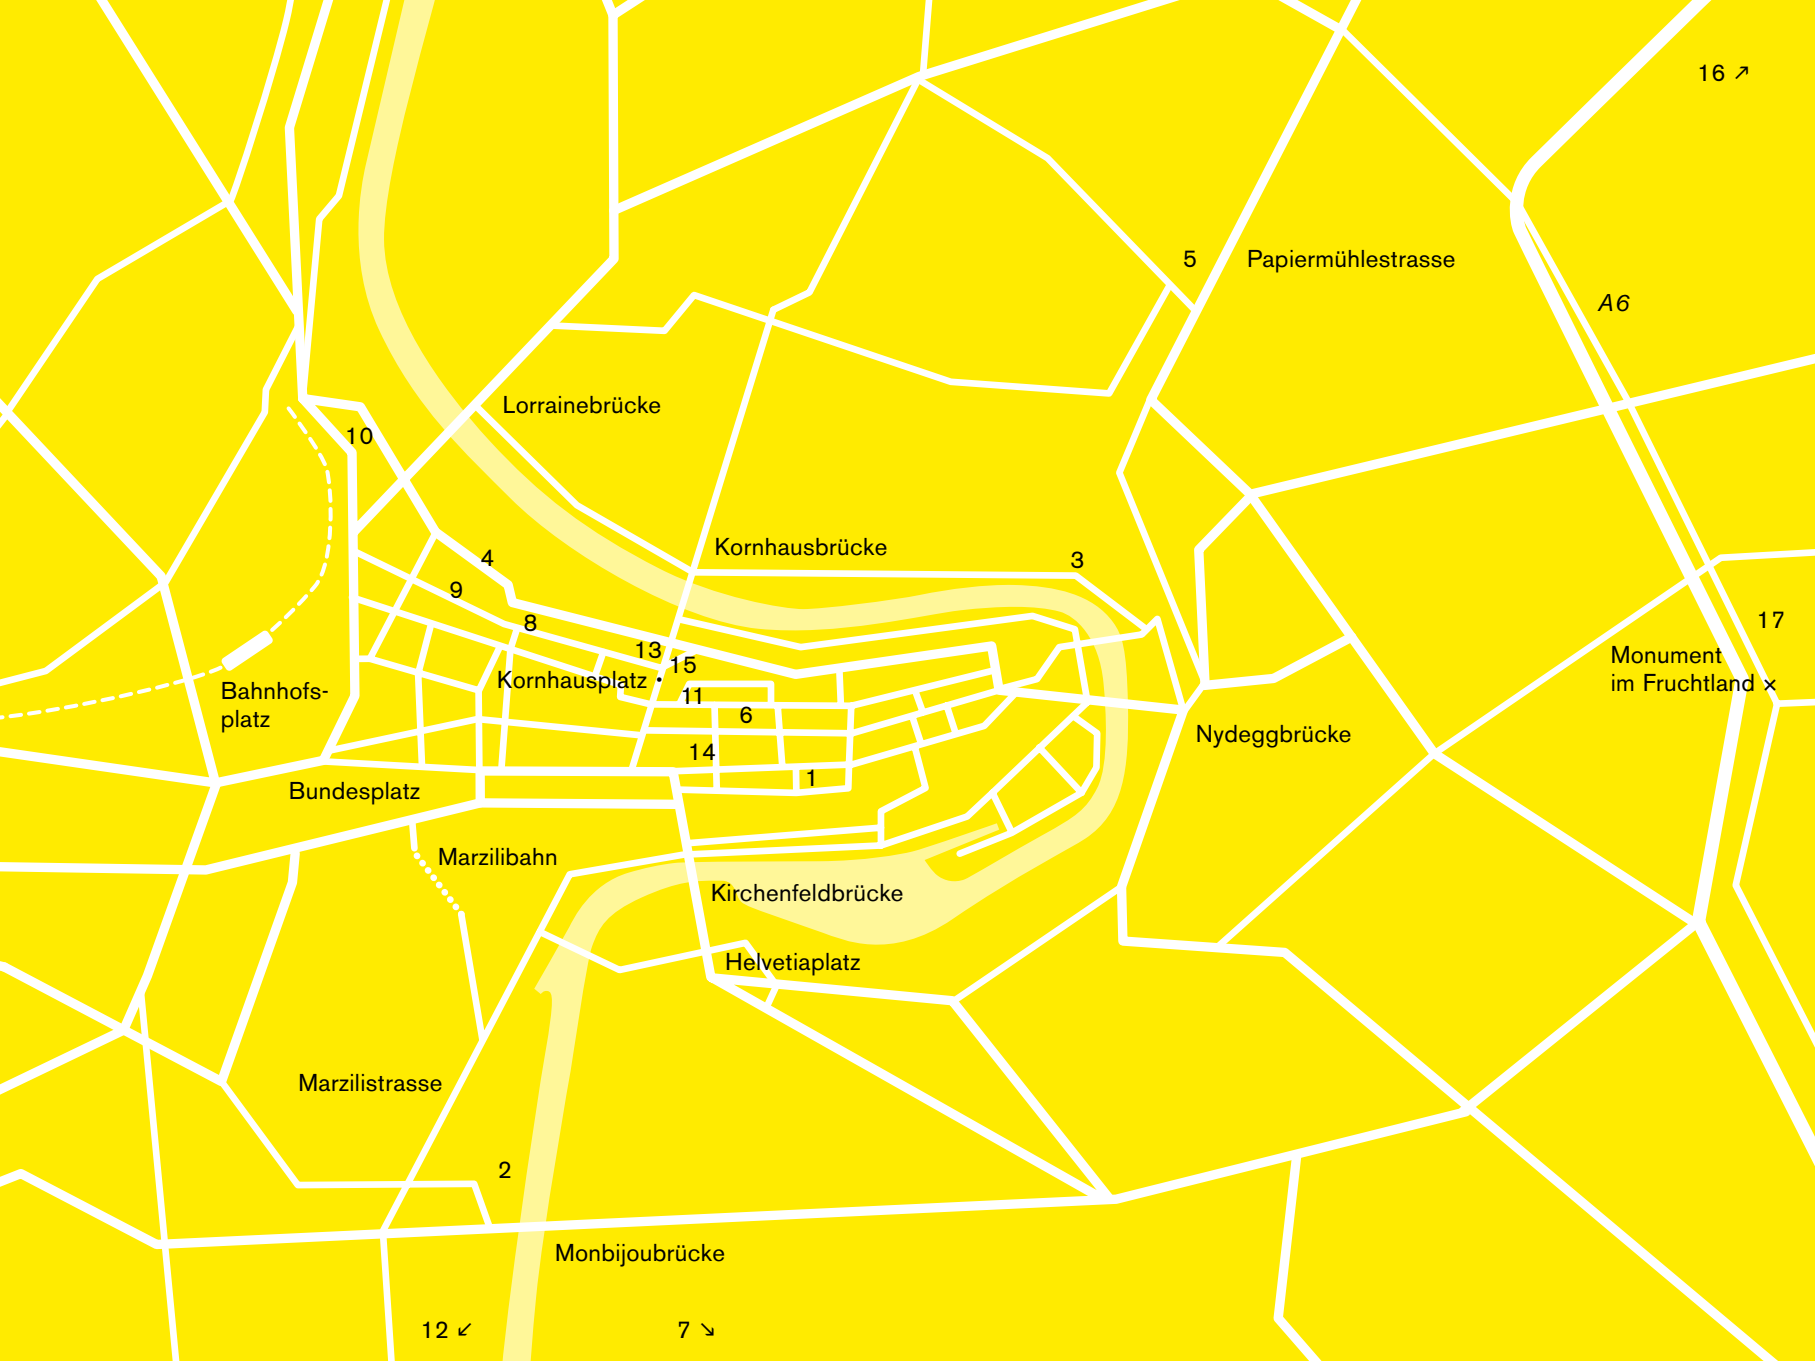 16 ↗
5
Papiermühlestrasse
A6
Lorrainebrücke
10
Kornhausbrücke
4
3
9
8
17
13
15
Monument
im Fruchtland ×
Kornhausplatz
Bahnhofs-
platz
11
6
Nydeggbrücke
14
1
Bundesplatz
Marzilibahn
Kirchenfeldbrücke
Helvetiaplatz
Marzilistrasse
2
Monbijoubrücke
12 ↙
7 ↘